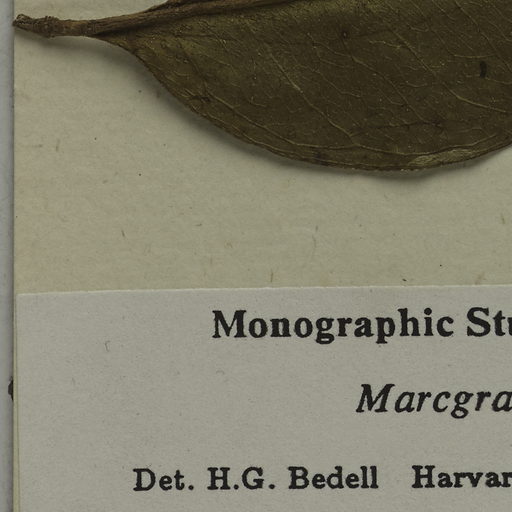 Monographic Stu
Marcgra
Det. H.G. Bedell Harvar